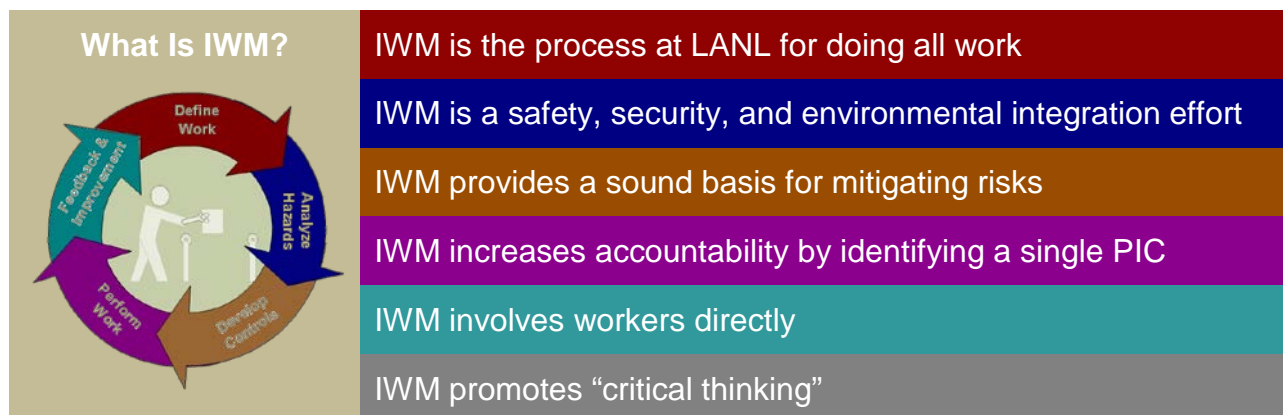 What Is IWM?
Define
Work
Analyze
Hazards
Develop
Controls
Perform
Work
Feedback &
Improvement
IWM is the process at LANL for doing all work
IWM is a safety, security, and environmental integration effort
IWM provides a sound basis for mitigating risks
IWM increases accountability by identifying a single PIC
IWM involves workers directly
IWM promotes “critical thinking”